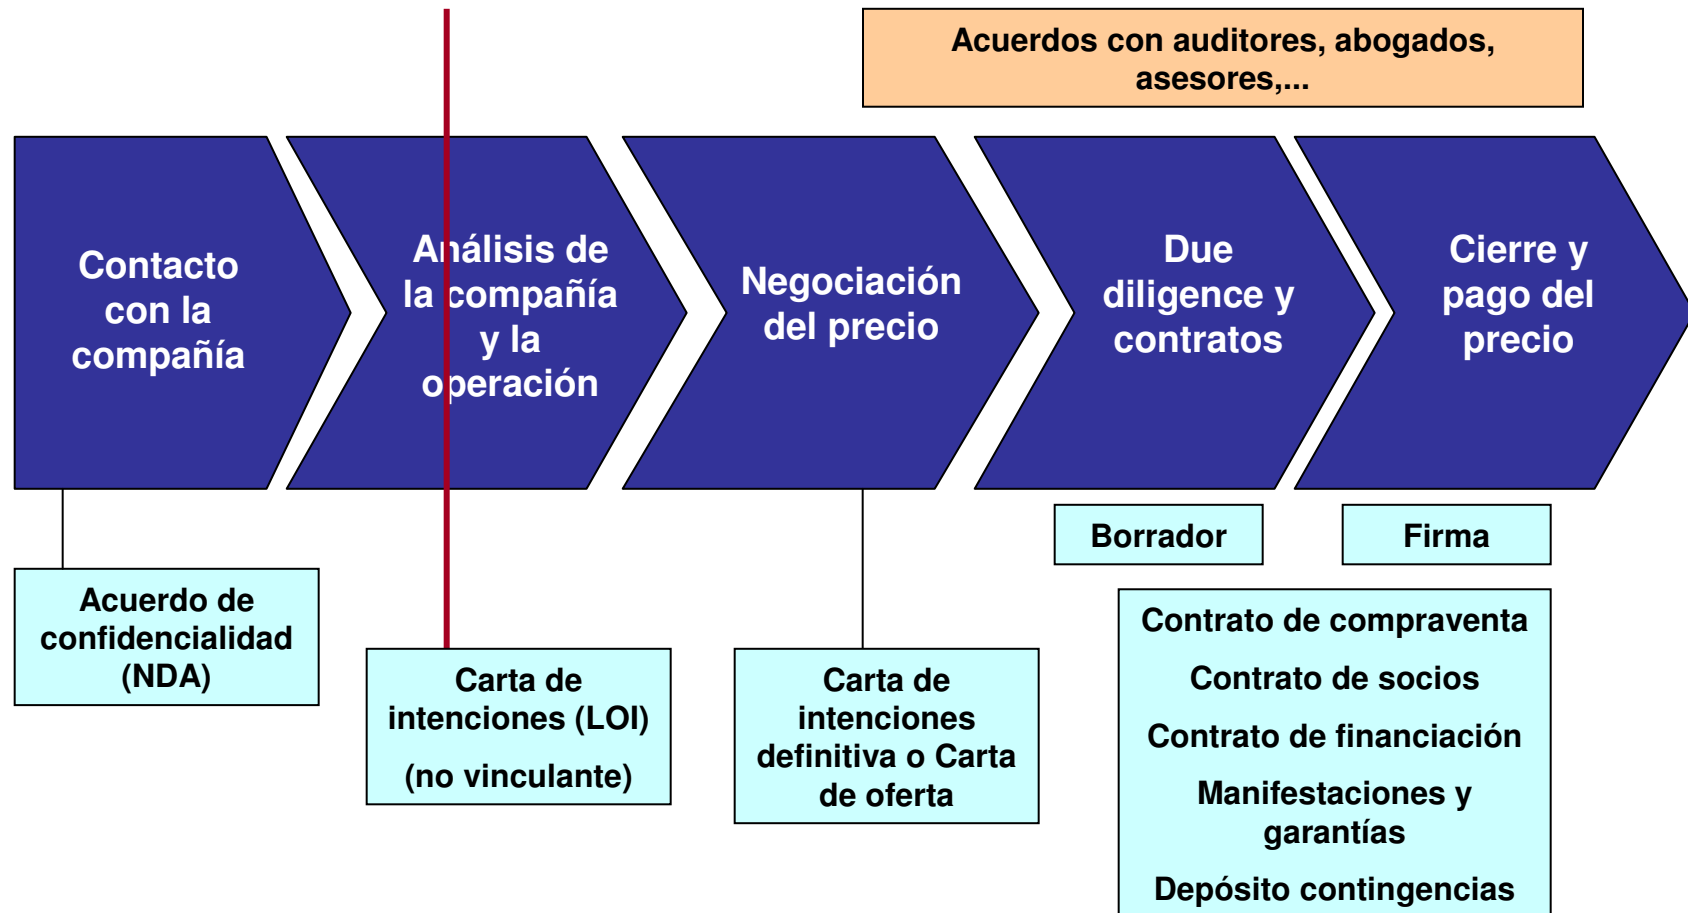 Acuerdos con auditores, abogados,
asesores,...
Contacto
con la
compañía
Análisis de
la compañía
y la
operación
Negociación
del precio
Due
diligence y
contratos
Cierre y
pago del
precio
Acuerdo de
confidencialidad
(NDA)
Carta de
intenciones (LOI)
(no vinculante)
Carta de
intenciones
definitiva o Carta
de oferta
Borrador
Firma
Contrato de compraventa
Contrato de socios
Contrato de financiación
Manifestaciones y
garantías
Depósito contingencias